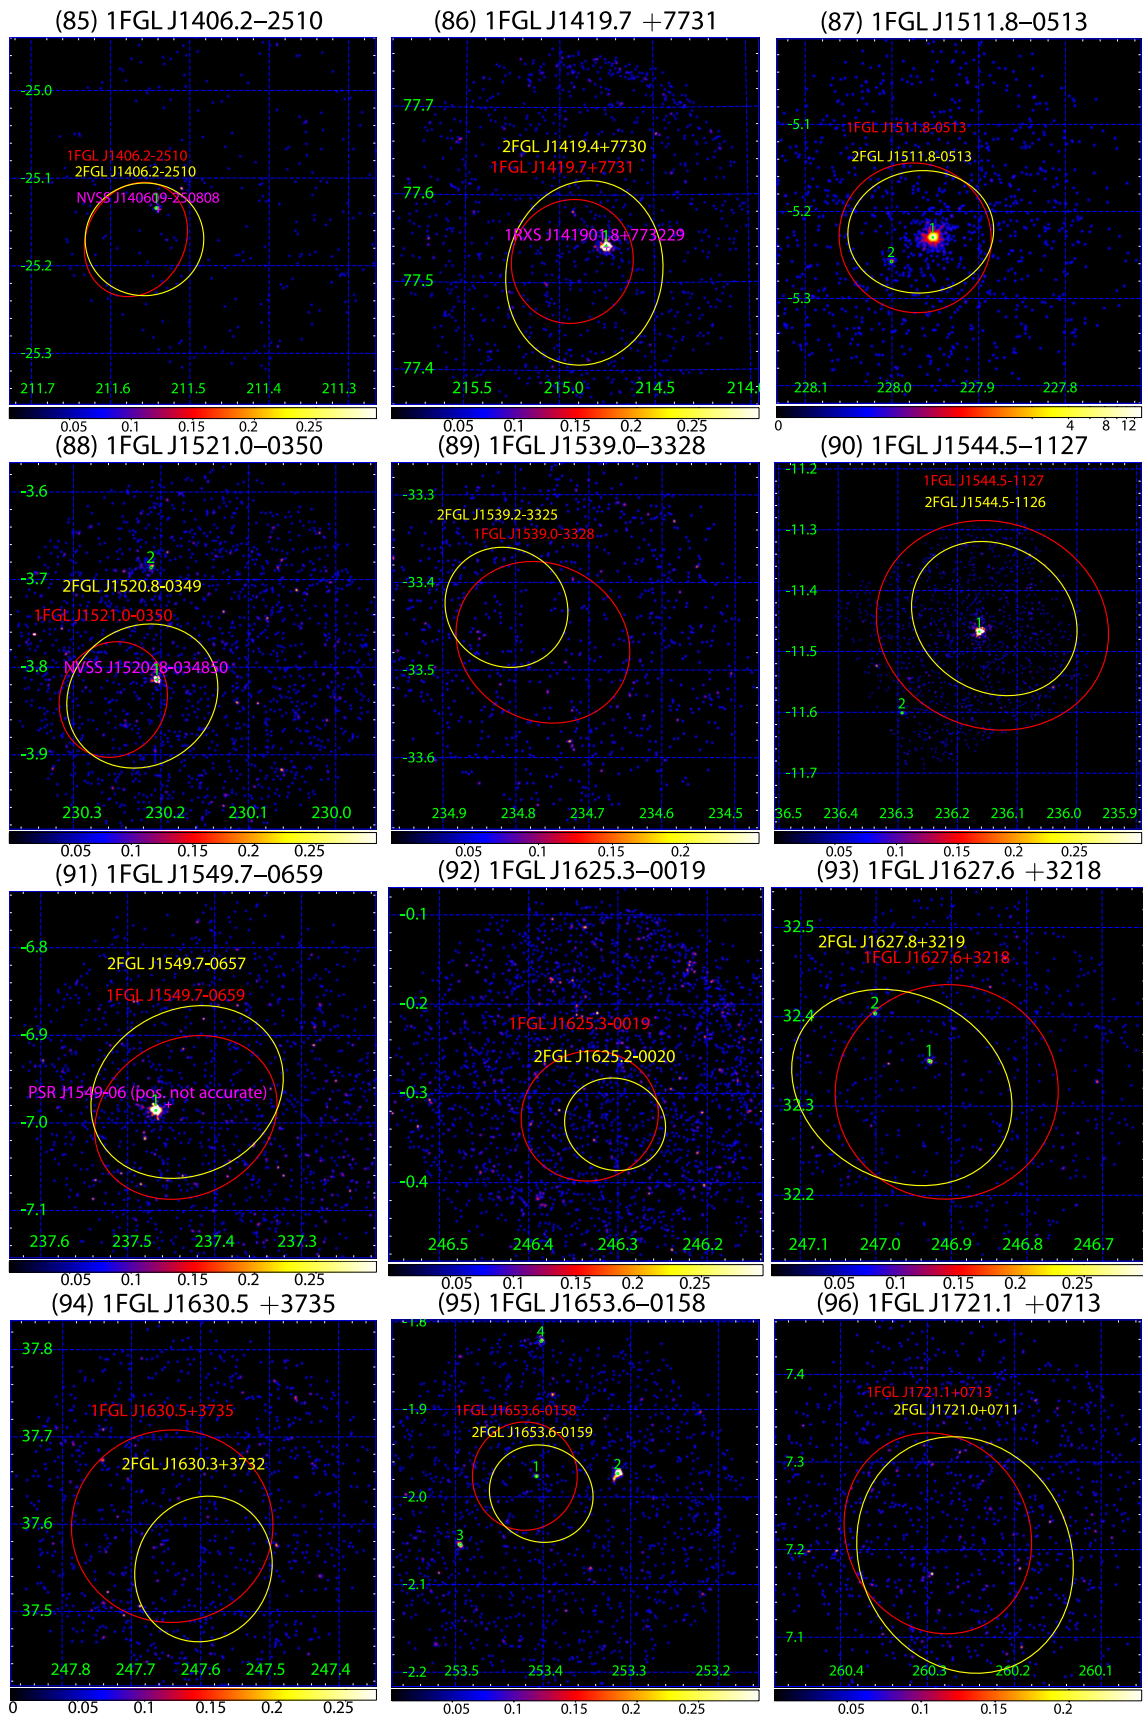 (85) 1FGL J1406.2–2510
-25.0
1FGL J1406.2-2510
2FGL J1406.2-2510
-25.1
NVSS J140609-250808
1
-25.2
-25.3
211.7 211.6 211.5 211.4 211.3
0.05 0.1 0.15 0.2 0.25
(86) 1FGL J1419.7 +7731
77.7
2FGL J1419.4+7730
1FGL J1419.7+7731
77.6
1RXS J141901.8+773229
1
77.5
77.4
215.5 215.0 214.5 214.0
0.05 0.1 0.15 0.2 0.25
(87) 1FGL J1511.8–0513
-5.1
1FGL J1511.8-0513
2FGL J1511.8-0513
-5.2
1
2
-5.3
228.1 228.0 227.9 227.8
0 4 8 12
(88) 1FGL J1521.0–0350
-3.6
2
-3.7
2FGL J1520.8-0349
1FGL J1521.0-0350
-3.8
NVSS J152048-034850
1
-3.9
230.3 230.2 230.1 230.0
0.05 0.1 0.15 0.2 0.25
(89) 1FGL J1539.0–3328
-33.3
2FGL J1539.2-3325
1FGL J1539.0-3328
-33.4
-33.5
-33.6
234.9 234.8 234.7 234.6 234.5
0.05 0.1 0.15 0.2
(90) 1FGL J1544.5–1127
-11.2
1FGL J1544.5-1127
2FGL J1544.5-1126
-11.3
-11.4
1
-11.5
-11.6
2
-11.7
36.5 236.4 236.3 236.2 236.1 236.0 235.9
0.05 0.1 0.15 0.2 0.25
(91) 1FGL J1549.7–0659
-6.8
2FGL J1549.7-0657
1FGL J1549.7-0659
-6.9
PSR J1549-06 (pos. not accurate)
1
-7.0
-7.1
237.6 237.5 237.4 237.3
0.05 0.1 0.15 0.2 0.25
(92) 1FGL J1625.3–0019
-0.1
-0.2
1FGL J1625.3-0019
2FGL J1625.2-0020
-0.3
-0.4
246.5 246.4 246.3 246.2
0.05 0.1 0.15 0.2 0.25
(93) 1FGL J1627.6 +3218
32.5
2FGL J1627.8+3219
1FGL J1627.6+3218
2
32.4
1
32.3
32.2
247.1 247.0 246.9 246.8 246.7
0.05 0.1 0.15 0.2 0.25
(94) 1FGL J1630.5 +3735
37.8
1FGL J1630.5+3735
37.7
2FGL J1630.3+3732
37.6
37.5
247.8 247.7 247.6 247.5 247.4
0 0.05 0.1 0.15 0.2 0.25
(95) 1FGL J1653.6–0158
-1.8
4
-1.9
1FGL J1653.6-0158
2FGL J1653.6-0159
1
2
-2.0
3
-2.1
-2.2
253.5 253.4 253.3 253.2
0.05 0.1 0.15 0.2 0.25
(96) 1FGL J1721.1 +0713
7.4
1FGL J1721.1+0713
2FGL J1721.0+0711
7.3
7.2
7.1
260.4 260.3 260.2 260.1
0.05 0.1 0.15 0.2